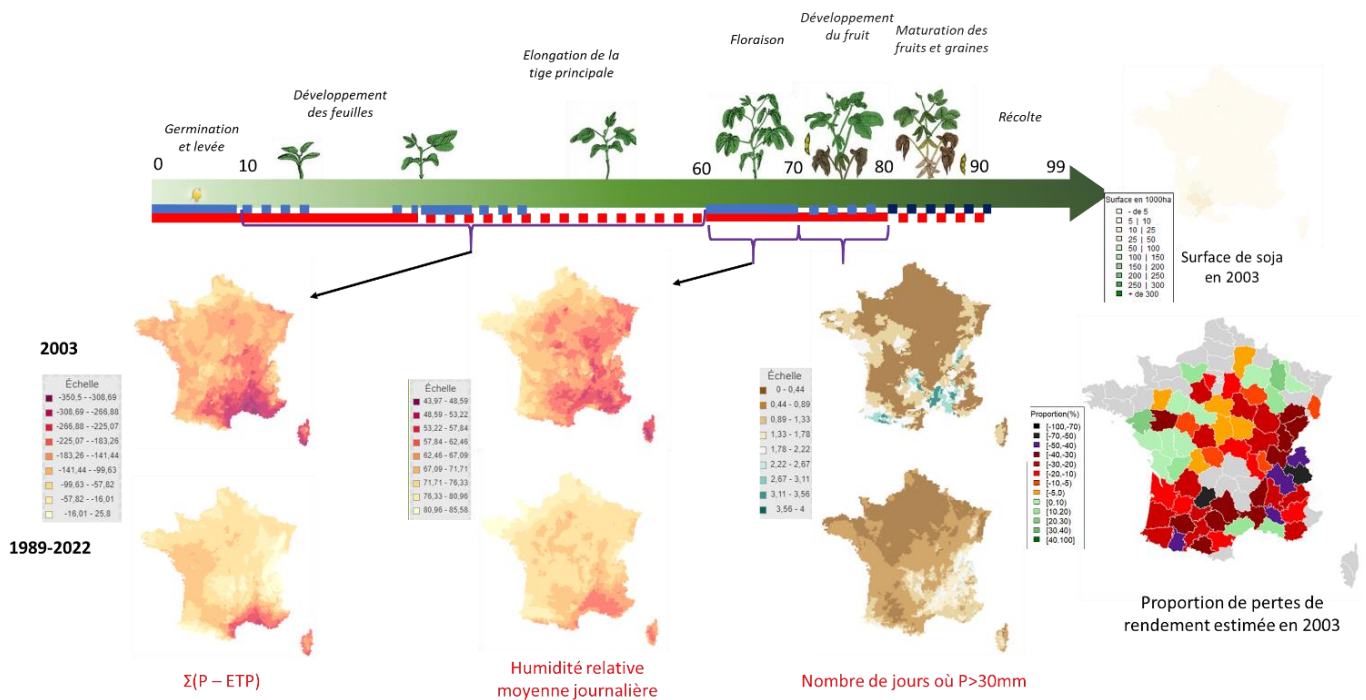 Germination
et levée
Développement
des feuilles
Elongation de la
tige principale
Floraison
Développement
du fruit
Maturation des
fruits et graines
Récolte
0
10
60
70
80
90
99
Surface en 1000ha
- de 5
5 | 10
10 | 25
25 | 50
50 | 100
100 | 150
150 | 200
200 | 250
250 | 300
+ de 300
Surface de soja
en 2003
2003
Échelle
-350,5 - -308,69
-308,69 - -266,88
-266,88 - -225,07
-225,07 - -183,26
-183,26 - -141,44
-141,44 - -99,63
-99,63 - -57,82
-57,82 - -16,01
-16,01 - 25,8
Échelle
43,97 - 48,59
48,59 - 53,22
53,22 - 57,84
57,84 - 62,46
62,46 - 67,09
67,09 - 71,71
71,71 - 76,33
76,33 - 80,96
80,96 - 85,58
Échelle
0 - 0,44
0,44 - 0,89
0,89 - 1,33
1,33 - 1,78
1,78 - 2,22
2,22 - 2,67
2,67 - 3,11
3,11 - 3,56
3,56 - 4
Proportion(%)
[-100,-70)
[-70,-50)
[-50,-40)
[-40,-30)
[-30,-20)
[-20,-10)
[-10,-5)
[-5,0)
[0,10)
[10,20)
[20,30)
[30,40)
[40,100]
1989-2022
Proportion de pertes de
rendement estimée en 2003
Σ(P – ETP)
Humidité relative
moyenne journalière
Nombre de jours où P>30mm